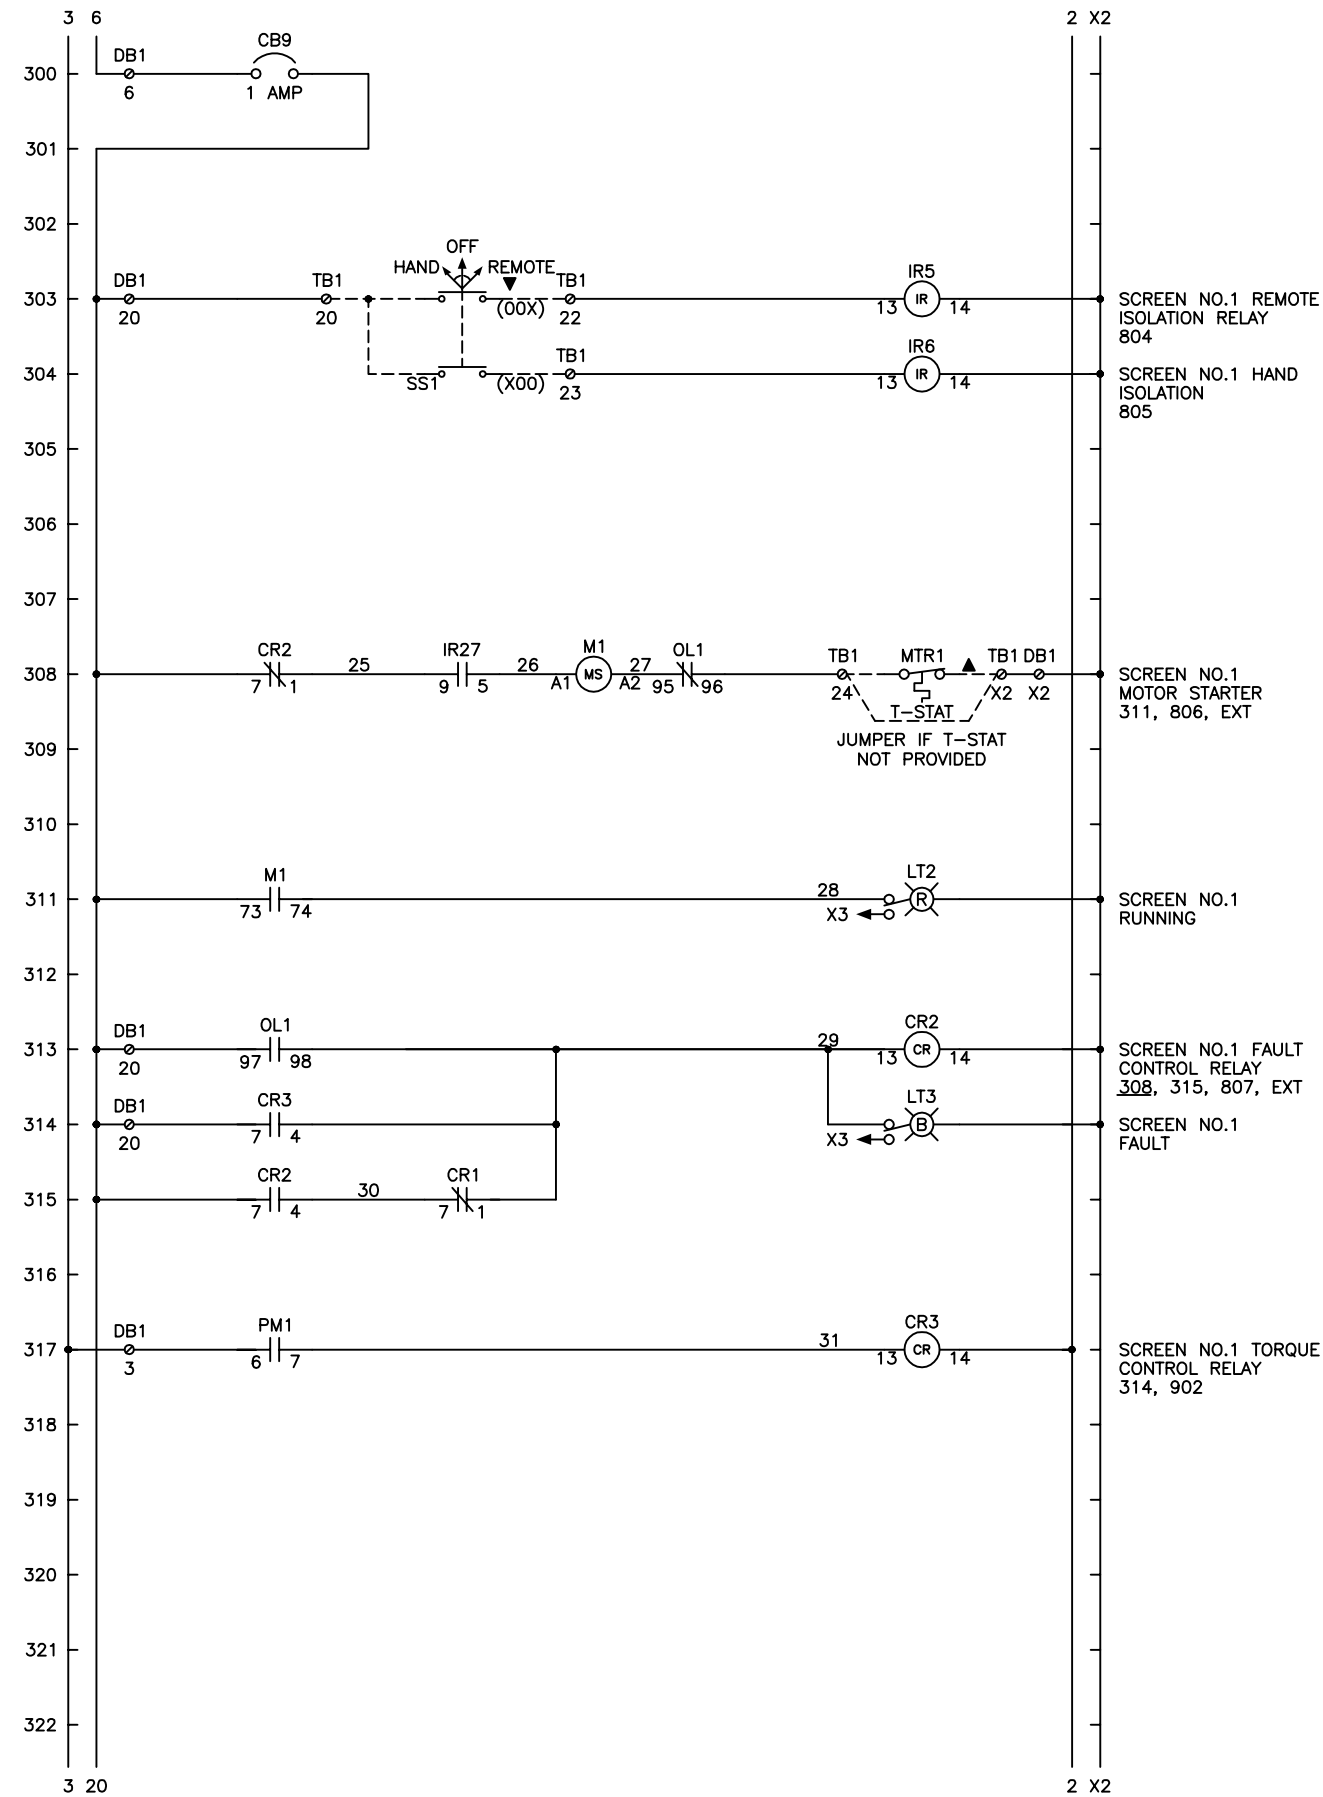 3 6 2 X2
CB9
DB1
300
6 1 AMP
301
302
OFF
HAND REMOTE
DB1 TB1 TB1 IR5
303 IR SCREEN NO.1 REMOTE
20 20 (00X) 22 13 14 ISOLATION RELAY
804
TB1 IR6
304 IR SCREEN NO.1 HAND
SS1 (X00) 23 13 14 ISOLATION
805
305
306
307
CR2 IR27 M1 OL1 TB1 MTR1 TB1 DB1
25 26 27
308 MS SCREEN NO.1
7 1 9 5 A1 A2 95 96 24 X2 X2 MOTOR STARTER
T-STAT 311, 806, EXT
JUMPER IF T-STAT
309
NOT PROVIDED
310
M1 LT2
28
311 R SCREEN NO.1
73 74 X3 RUNNING
312
DB1 OL1 CR2
29
313 CR SCREEN NO.1 FAULT
20 97 98 13 14 CONTROL RELAY
308, 315, 807, EXT
DB1 CR3 LT3
314 B SCREEN NO.1
20 7 4 X3 FAULT
CR2 CR1
30
315
7 4 7 1
316
DB1 PM1 CR3
31
317 CR SCREEN NO.1 TORQUE
3 6 7 13 14 CONTROL RELAY
314, 902
318
319
320
321
322
3 20 2 X2